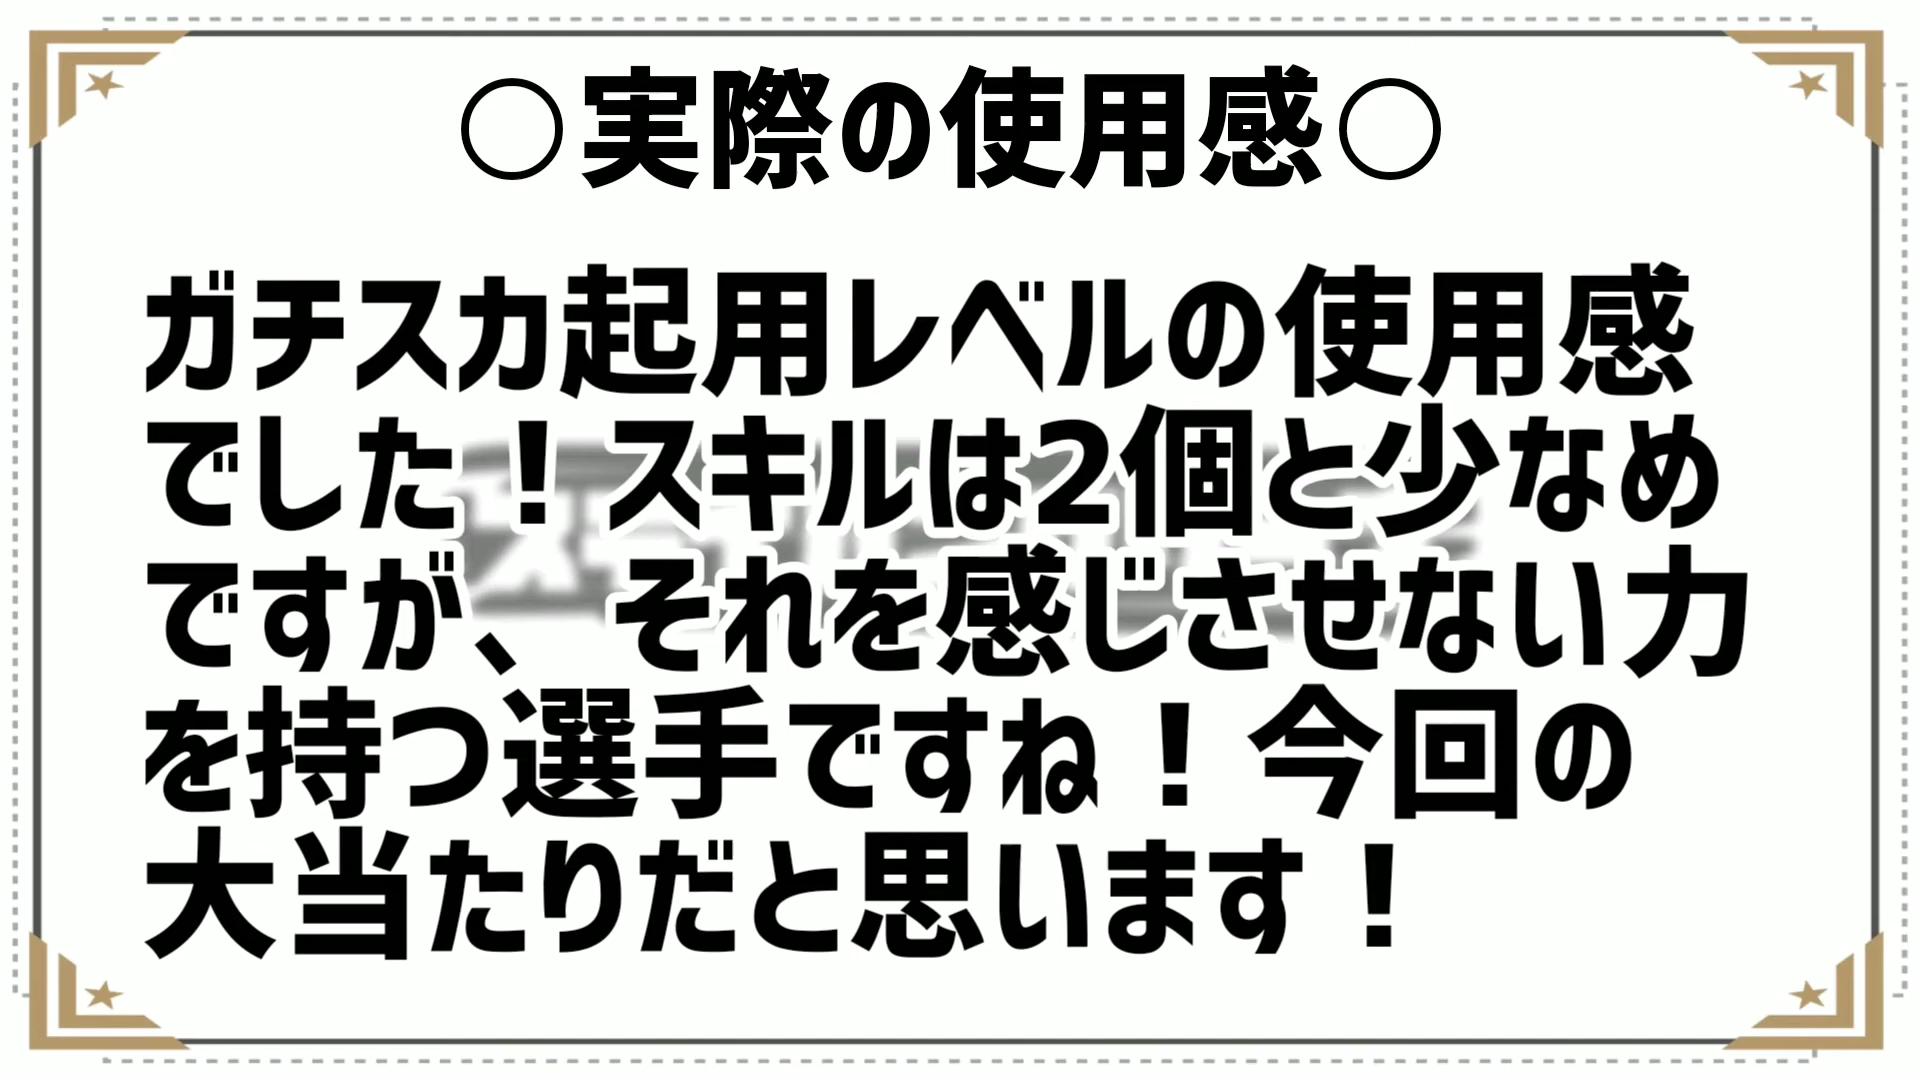 ○実際の使用感○
ガチスカ起用レベルの使用感
でした！スキルは2個と少なめ
ですが、それを感じさせない力
を持つ選手ですね！今回の
大当たりだと思います！